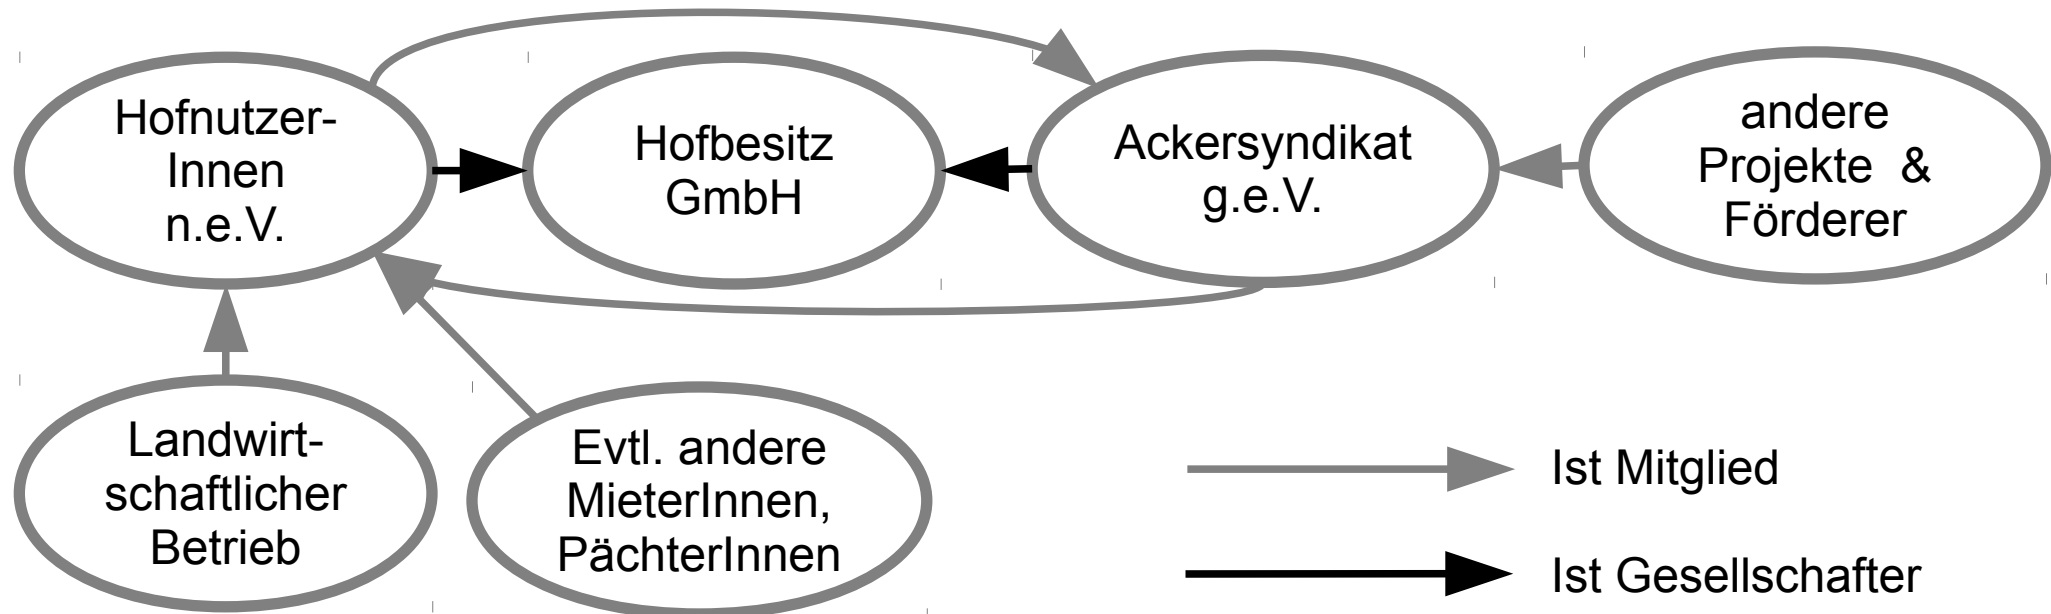 Hofnutzer-
Innen
n.e.V.
Hofbesitz
GmbH
Ackersyndikat
g.e.V.
andere
Projekte &
Förderer
Landwirt-
schaftlicher
Betrieb
Evtl. andere
MieterInnen,
PächterInnen
Ist Mitglied
Ist Gesellschafter